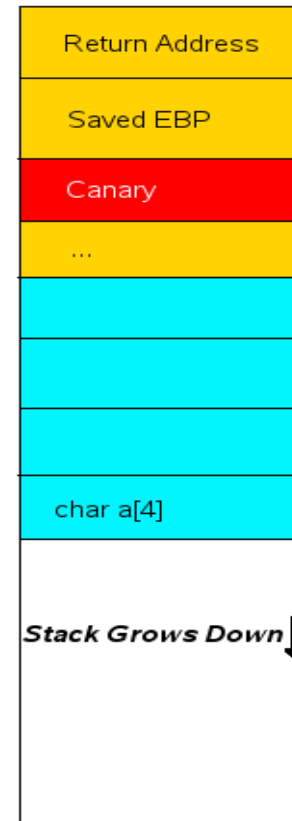 Return Address
Saved EBP
Canary
...
char a[4]
Stack Grows Down